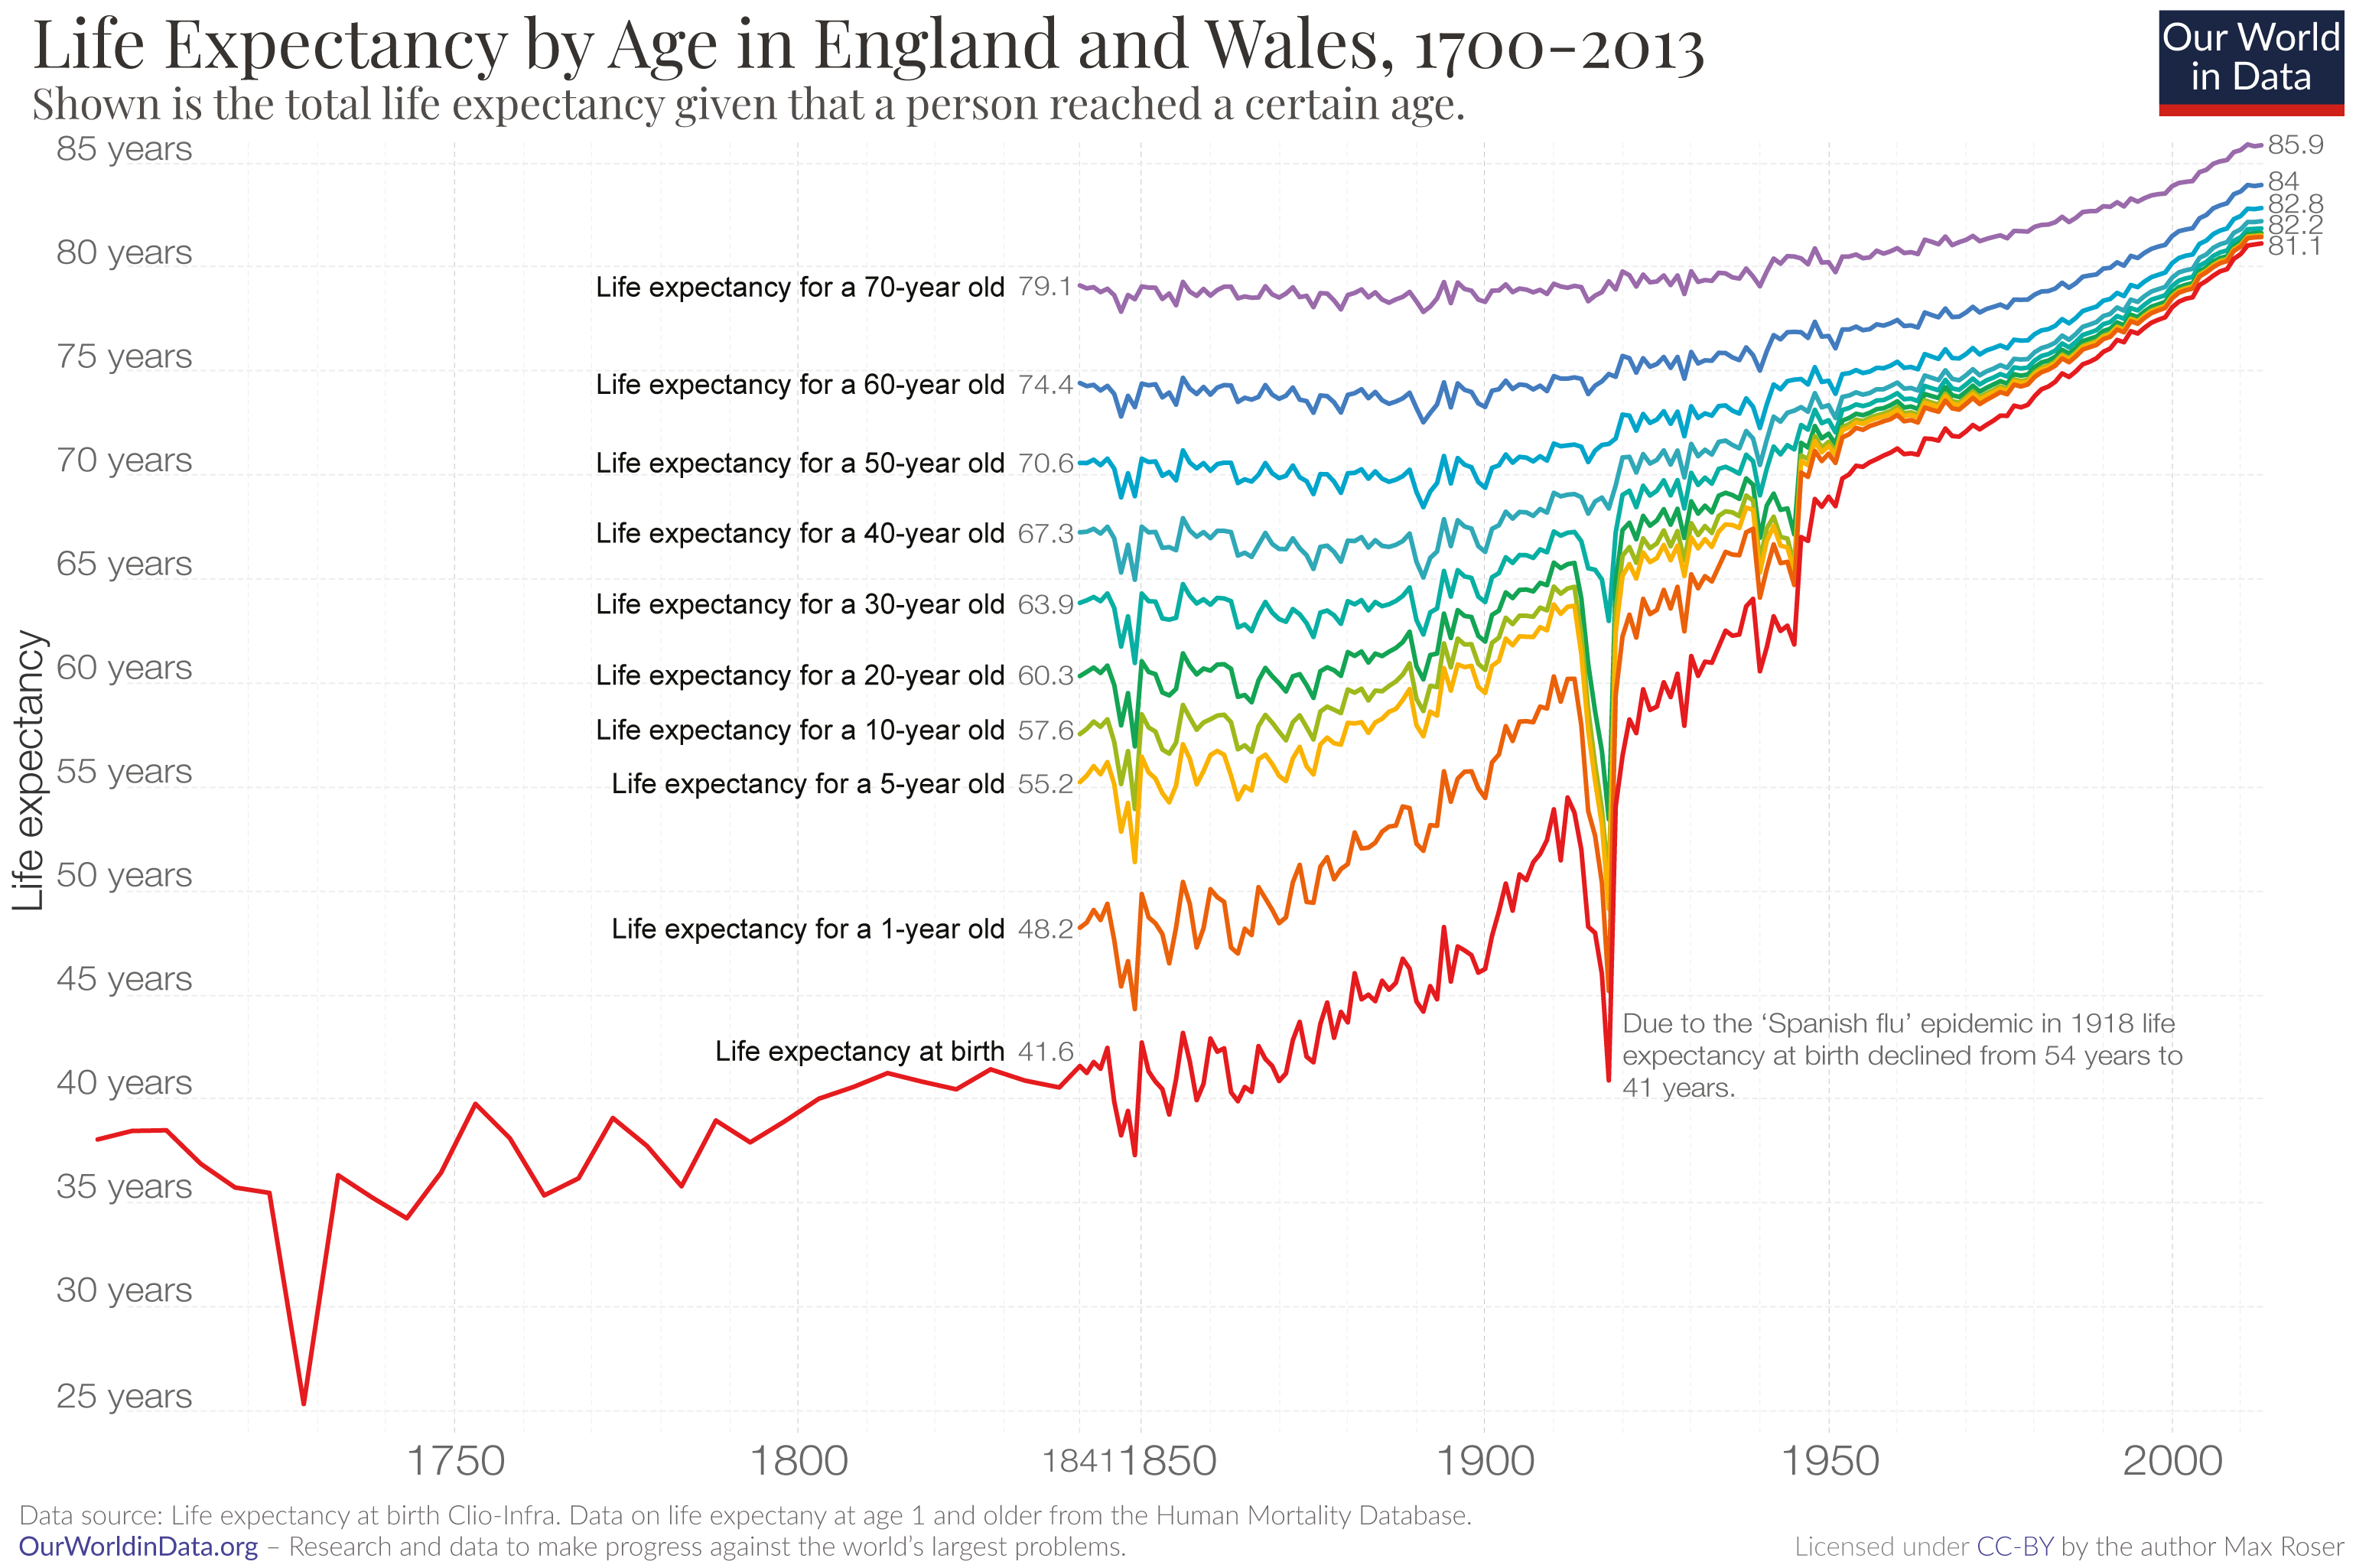 Life Expectancy by Age in England and Wales, 1700-2013
Shown is the total life expectancy given that a person reached a certain age.
Our World
in Data
85 years
80 years
75 years
70 years
65 years
60 years
55 years
50 years
45 years
40 years
35 years
30 years
25 years
Life expectancy
Life expectancy for a 70-year old 79.1
Life expectancy for a 60-year old 74.4
Life expectancy for a 50-year old 70.6
Life expectancy for a 40-year old 67.3
Life expectancy for a 30-year old 63.9
Life expectancy for a 20-year old 60.3
Life expectancy for a 10-year old 57.6
Life expectancy for a 5-year old 55.2
Life expectancy for a 1-year old 48.2
Life expectancy at birth 41.6
85.9
84
82.8
82.2
81.1
Due to the ‘Spanish flu’ epidemic in 1918 life
expectancy at birth declined from 54 years to
41 years.
1750 1800 1841 1850 1900 1950 2000
Data source: Life expectancy at birth Clio-Infra. Data on life expectany at age 1 and older from the Human Mortality Database.
OurWorldinData.org – Research and data to make progress against the world’s largest problems.
Licensed under CC-BY by the author Max Roser